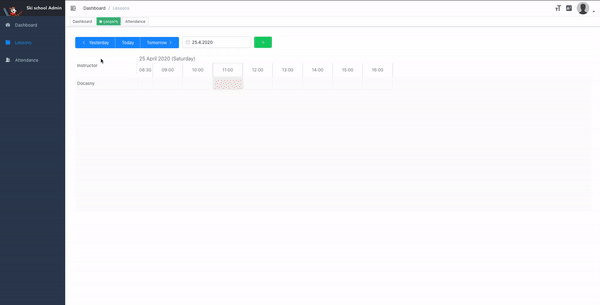 Ski school Admin
Dashboard / Lessons
Dashboard
Lessons
Attendance
Dashboard Lessons Attendance
Yesterday Today Tomorrow 25.4.2020 +
Instructor
25 April 2020 (Saturday)
08:30 09:00 10:00 11:00 12:00 13:00 14:00 15:00 16:00
Docasny